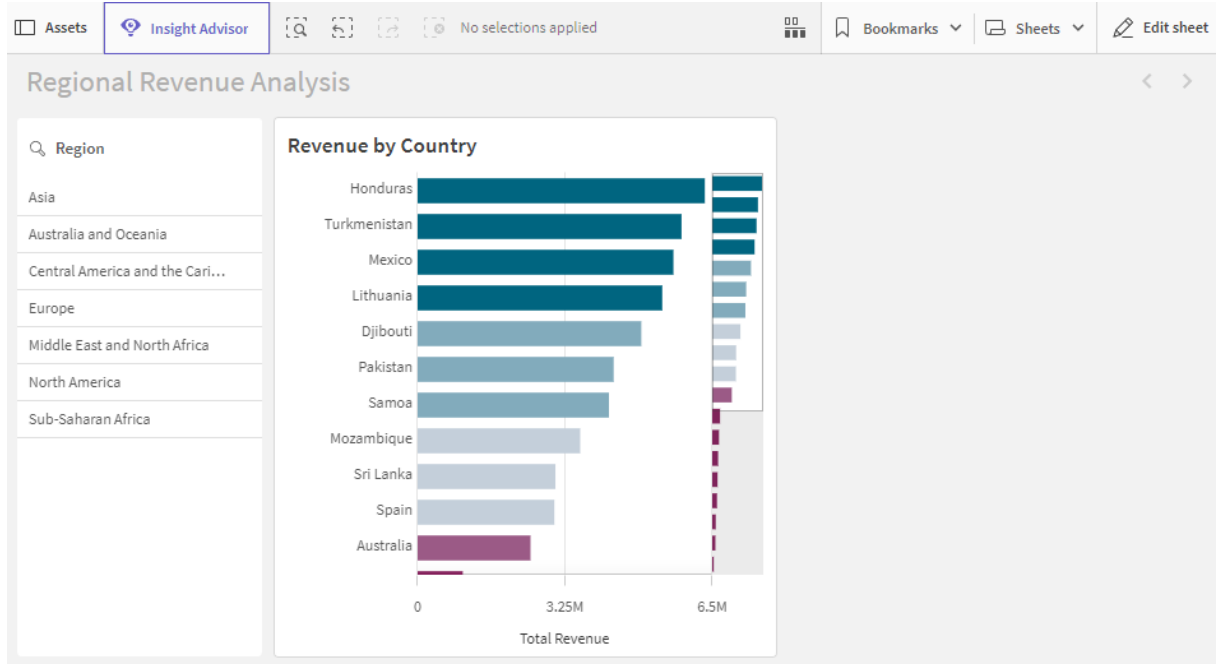 Assets Insight Advisor No selections applied Bookmarks Sheets Edit sheet
Regional Revenue Analysis
Region
Asia
Australia and Oceania
Central America and the Cari...
Europe
Middle East and North Africa
North America
Sub-Saharan Africa
Revenue by Country
Honduras
Turkmenistan
Mexico
Lithuania
Djibouti
Pakistan
Samoa
Mozambique
Sri Lanka
Spain
Australia
0 3.25M 6.5M
Total Revenue